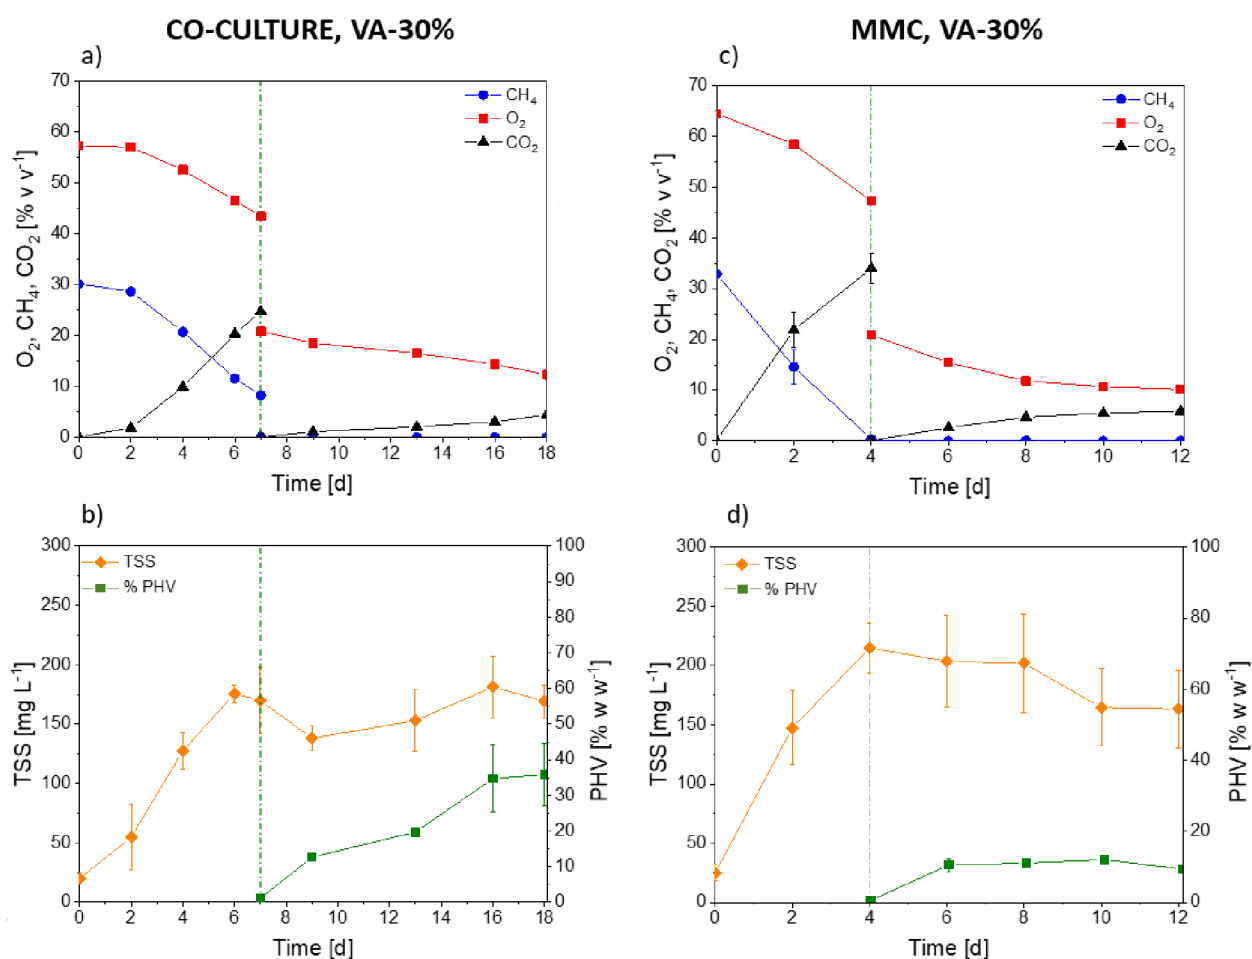 CO-CULTURE, VA-30%
a)
70
60
50
40
30
20
10
0
O₂, CH₄, CO₂ [% v v⁻¹]
CH₄
O₂
CO₂
0 2 4 6 8 10 12 14 16 18
Time [d]
MMC, VA-30%
c)
70
60
50
40
30
20
10
0
O₂, CH₄, CO₂ [% v v⁻¹]
CH₄
O₂
CO₂
0 2 4 6 8 10 12
Time [d]
b)
300
250
200
150
100
50
0
TSS [mg L⁻¹]
TSS
% PHV
100
90
80
70
60
50
40
30
20
10
0
PHV [% w w⁻¹]
0 2 4 6 8 10 12 14 16 18
Time [d]
d)
300
250
200
150
100
50
0
TSS [mg L⁻¹]
TSS
% PHV
100
80
60
40
20
0
PHV [% w w⁻¹]
0 2 4 6 8 10 12
Time [d]